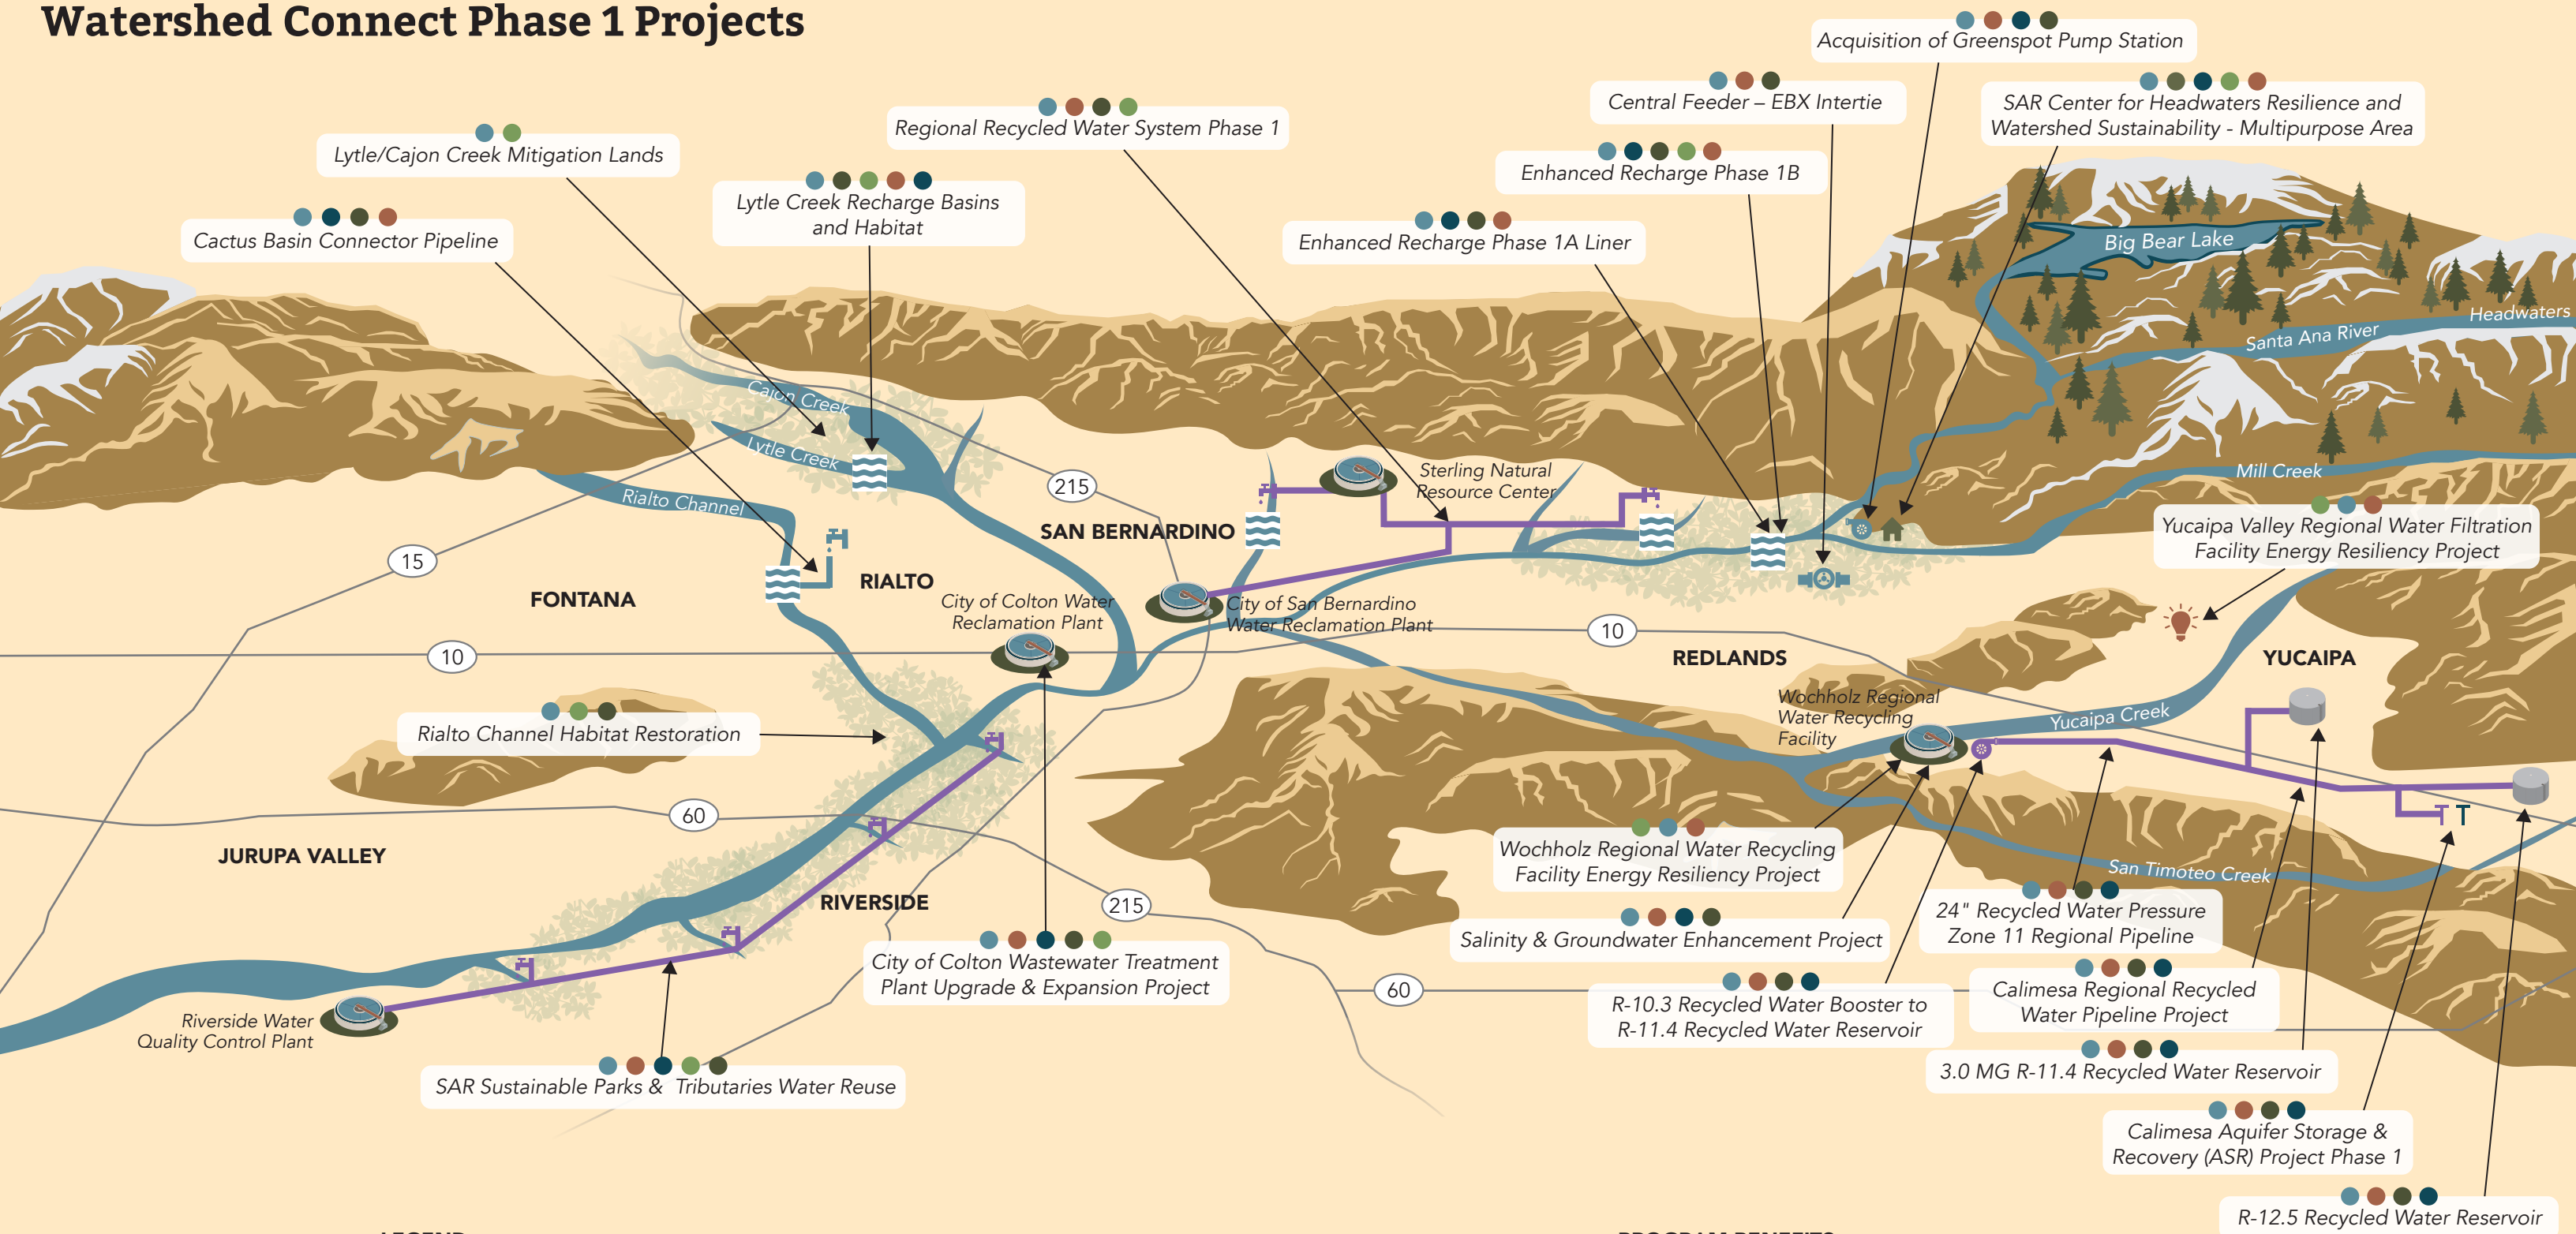 Watershed Connect Phase 1 Projects
Acquisition of Greenspot Pump Station
Central Feeder – EBX Intertie
SAR Center for Headwaters Resilience and
Watershed Sustainability - Multipurpose Area
Regional Recycled Water System Phase 1
Lytle/Cajon Creek Mitigation Lands
Enhanced Recharge Phase 1B
Lytle Creek Recharge Basins
and Habitat
Cactus Basin Connector Pipeline
Enhanced Recharge Phase 1A Liner
Big Bear Lake
Headwaters
Santa Ana River
Cajon Creek
Lytle Creek
Mill Creek
Sterling Natural
Resource Center
215
Rialto Channel
SAN BERNARDINO
Yucaipa Valley Regional Water Filtration
Facility Energy Resiliency Project
15
RIALTO
FONTANA
City of Colton Water
Reclamation Plant
City of San Bernardino
Water Reclamation Plant
10
10
REDLANDS
YUCAIPA
Wochholz Regional
Water Recycling
Facility
Yucaipa Creek
Rialto Channel Habitat Restoration
60
JURUPA VALLEY
Wochholz Regional Water Recycling
Facility Energy Resiliency Project
San Timoteo Creek
RIVERSIDE
215
24" Recycled Water Pressure
Zone 11 Regional Pipeline
Salinity & Groundwater Enhancement Project
City of Colton Wastewater Treatment
Plant Upgrade & Expansion Project
60
Calimesa Regional Recycled
Water Pipeline Project
R-10.3 Recycled Water Booster to
R-11.4 Recycled Water Reservoir
Riverside Water
Quality Control Plant
3.0 MG R-11.4 Recycled Water Reservoir
SAR Sustainable Parks & Tributaries Water Reuse
Calimesa Aquifer Storage &
Recovery (ASR) Project Phase 1
R-12.5 Recycled Water Reservoir
LEGEND
PROGRAM BENEFITS